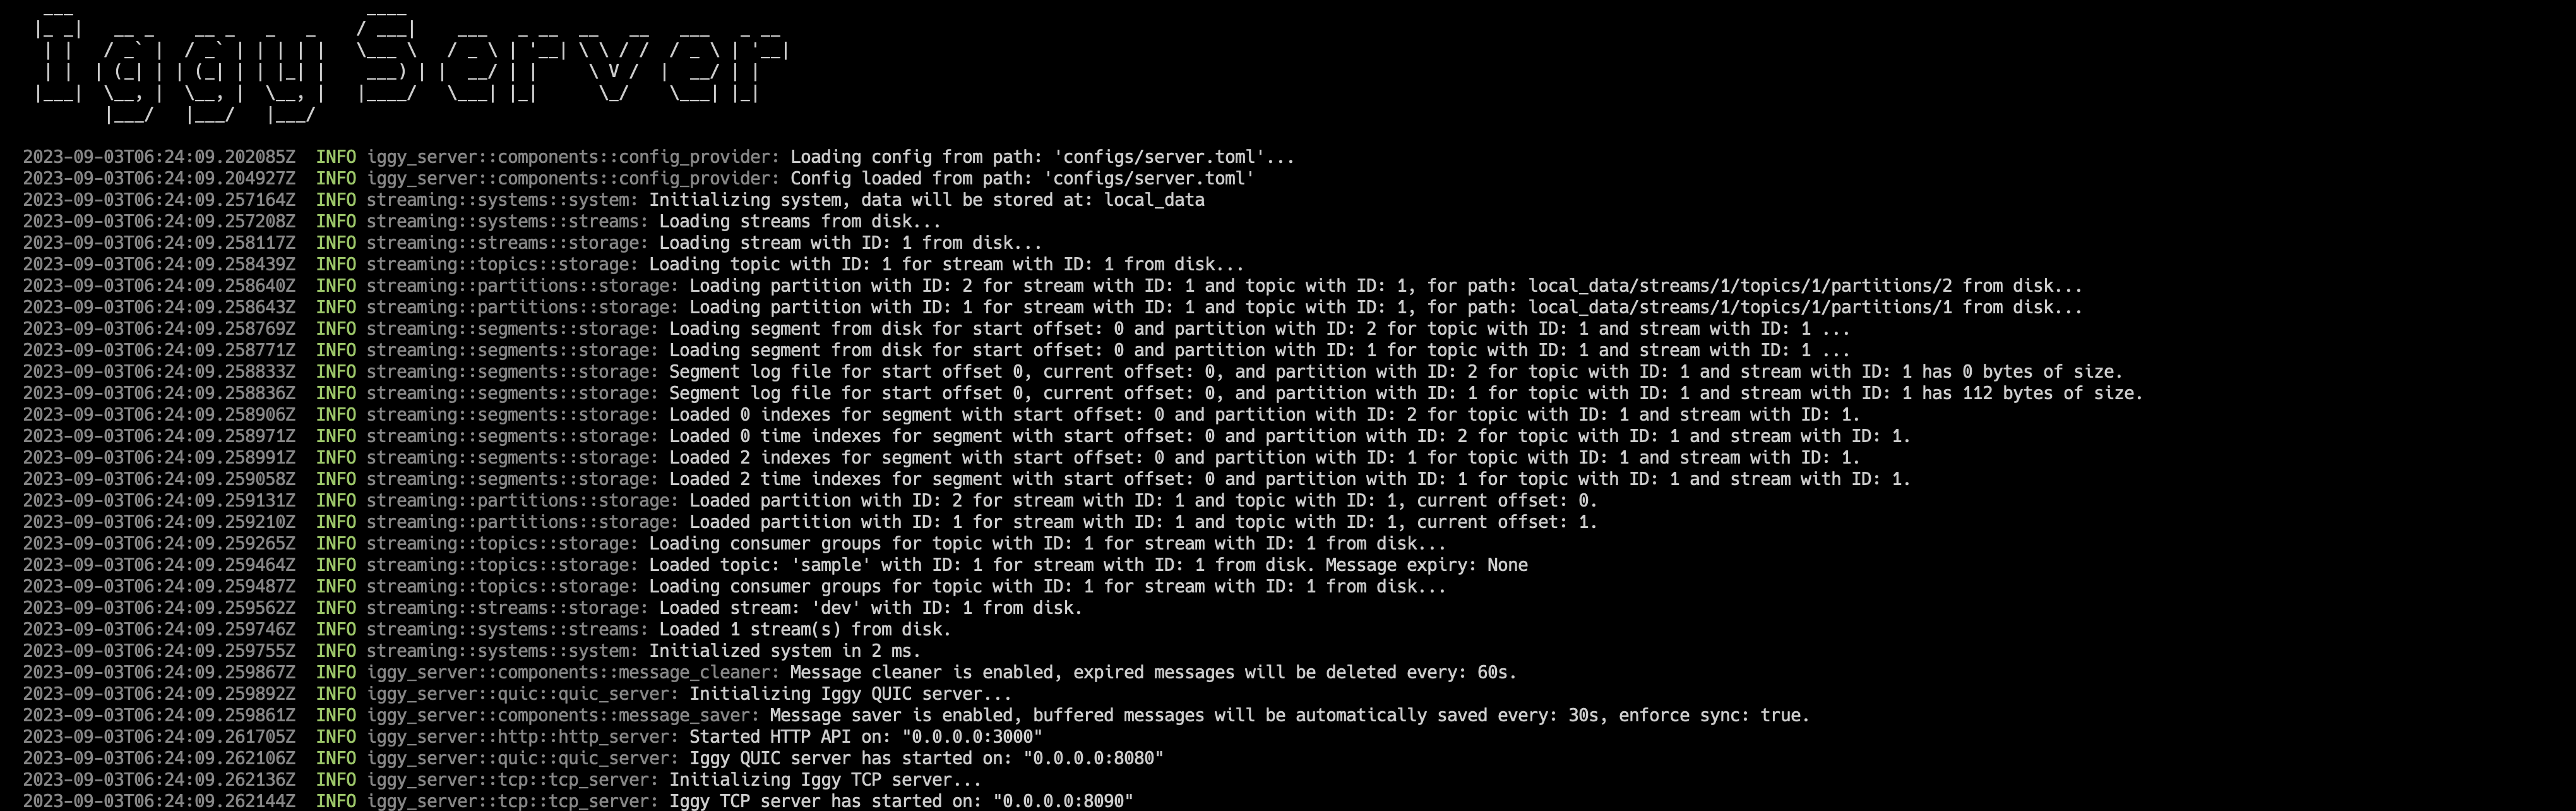 Iggy Server
2023-09-03T06:24:09.202085Z  INFO iggy_server::components::config_provider: Loading config from path: 'configs/server.toml'...
2023-09-03T06:24:09.204927Z  INFO iggy_server::components::config_provider: Config loaded from path: 'configs/server.toml'
2023-09-03T06:24:09.257164Z  INFO streaming::systems::system: Initializing system, data will be stored at: local_data
2023-09-03T06:24:09.257208Z  INFO streaming::systems::streams: Loading streams from disk...
2023-09-03T06:24:09.258117Z  INFO streaming::streams::storage: Loading stream with ID: 1 from disk...
2023-09-03T06:24:09.258439Z  INFO streaming::topics::storage: Loading topic with ID: 1 for stream with ID: 1 from disk...
2023-09-03T06:24:09.258640Z  INFO streaming::partitions::storage: Loading partition with ID: 2 for stream with ID: 1 and topic with ID: 1, for path: local_data/streams/1/topics/1/partitions/2 from disk...
2023-09-03T06:24:09.258643Z  INFO streaming::partitions::storage: Loading partition with ID: 1 for stream with ID: 1 and topic with ID: 1, for path: local_data/streams/1/topics/1/partitions/1 from disk...
2023-09-03T06:24:09.258769Z  INFO streaming::segments::storage: Loading segment from disk for start offset: 0 and partition with ID: 2 for topic with ID: 1 and stream with ID: 1 ...
2023-09-03T06:24:09.258771Z  INFO streaming::segments::storage: Loading segment from disk for start offset: 0 and partition with ID: 1 for topic with ID: 1 and stream with ID: 1 ...
2023-09-03T06:24:09.258833Z  INFO streaming::segments::storage: Segment log file for start offset 0, current offset: 0, and partition with ID: 2 for topic with ID: 1 and stream with ID: 1 has 0 bytes of size.
2023-09-03T06:24:09.258836Z  INFO streaming::segments::storage: Segment log file for start offset 0, current offset: 0, and partition with ID: 1 for topic with ID: 1 and stream with ID: 1 has 112 bytes of size.
2023-09-03T06:24:09.258906Z  INFO streaming::segments::storage: Loaded 0 indexes for segment with start offset: 0 and partition with ID: 2 for topic with ID: 1 and stream with ID: 1.
2023-09-03T06:24:09.258971Z  INFO streaming::segments::storage: Loaded 0 time indexes for segment with start offset: 0 and partition with ID: 2 for topic with ID: 1 and stream with ID: 1.
2023-09-03T06:24:09.258991Z  INFO streaming::segments::storage: Loaded 2 indexes for segment with start offset: 0 and partition with ID: 1 for topic with ID: 1 and stream with ID: 1.
2023-09-03T06:24:09.259058Z  INFO streaming::segments::storage: Loaded 2 time indexes for segment with start offset: 0 and partition with ID: 1 for topic with ID: 1 and stream with ID: 1.
2023-09-03T06:24:09.259131Z  INFO streaming::partitions::storage: Loaded partition with ID: 2 for stream with ID: 1 and topic with ID: 1, current offset: 0.
2023-09-03T06:24:09.259210Z  INFO streaming::partitions::storage: Loaded partition with ID: 1 for stream with ID: 1 and topic with ID: 1, current offset: 1.
2023-09-03T06:24:09.259265Z  INFO streaming::topics::storage: Loading consumer groups for topic with ID: 1 for stream with ID: 1 from disk...
2023-09-03T06:24:09.259464Z  INFO streaming::topics::storage: Loaded topic: 'sample' with ID: 1 for stream with ID: 1 from disk. Message expiry: None
2023-09-03T06:24:09.259487Z  INFO streaming::topics::storage: Loading consumer groups for topic with ID: 1 for stream with ID: 1 from disk...
2023-09-03T06:24:09.259562Z  INFO streaming::streams::storage: Loaded stream: 'dev' with ID: 1 from disk.
2023-09-03T06:24:09.259746Z  INFO streaming::systems::streams: Loaded 1 stream(s) from disk.
2023-09-03T06:24:09.259755Z  INFO streaming::systems::system: Initialized system in 2 ms.
2023-09-03T06:24:09.259867Z  INFO iggy_server::components::message_cleaner: Message cleaner is enabled, expired messages will be deleted every: 60s.
2023-09-03T06:24:09.259892Z  INFO iggy_server::quic::quic_server: Initializing Iggy QUIC server...
2023-09-03T06:24:09.259861Z  INFO iggy_server::components::message_saver: Message saver is enabled, buffered messages will be automatically saved every: 30s, enforce sync: true.
2023-09-03T06:24:09.261705Z  INFO iggy_server::http::http_server: Started HTTP API on: "0.0.0.0:3000"
2023-09-03T06:24:09.262106Z  INFO iggy_server::quic::quic_server: Iggy QUIC server has started on: "0.0.0.0:8080"
2023-09-03T06:24:09.262136Z  INFO iggy_server::tcp::tcp_server: Initializing Iggy TCP server...
2023-09-03T06:24:09.262144Z  INFO iggy_server::tcp::tcp_server: Iggy TCP server has started on: "0.0.0.0:8090"